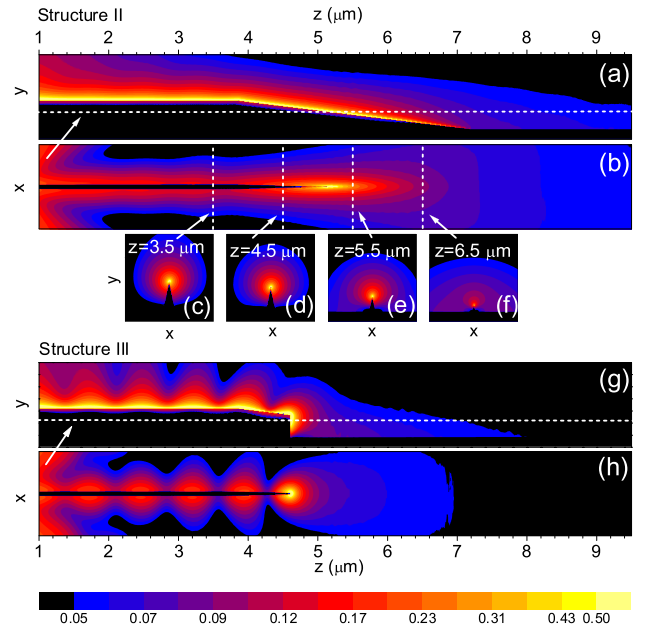 Structure II
z (μm)
1 2 3 4 5 6 7 8 9
y
(a)
x
(b)
z=3.5 μm z=4.5 μm z=5.5 μm z=6.5 μm
y
(c) (d) (e) (f)
x x x x
Structure III
y
(g)
x
(h)
1 2 3 4 5 6 7 8 9
z (μm)
0.05 0.07 0.09 0.12 0.17 0.23 0.31 0.43 0.50